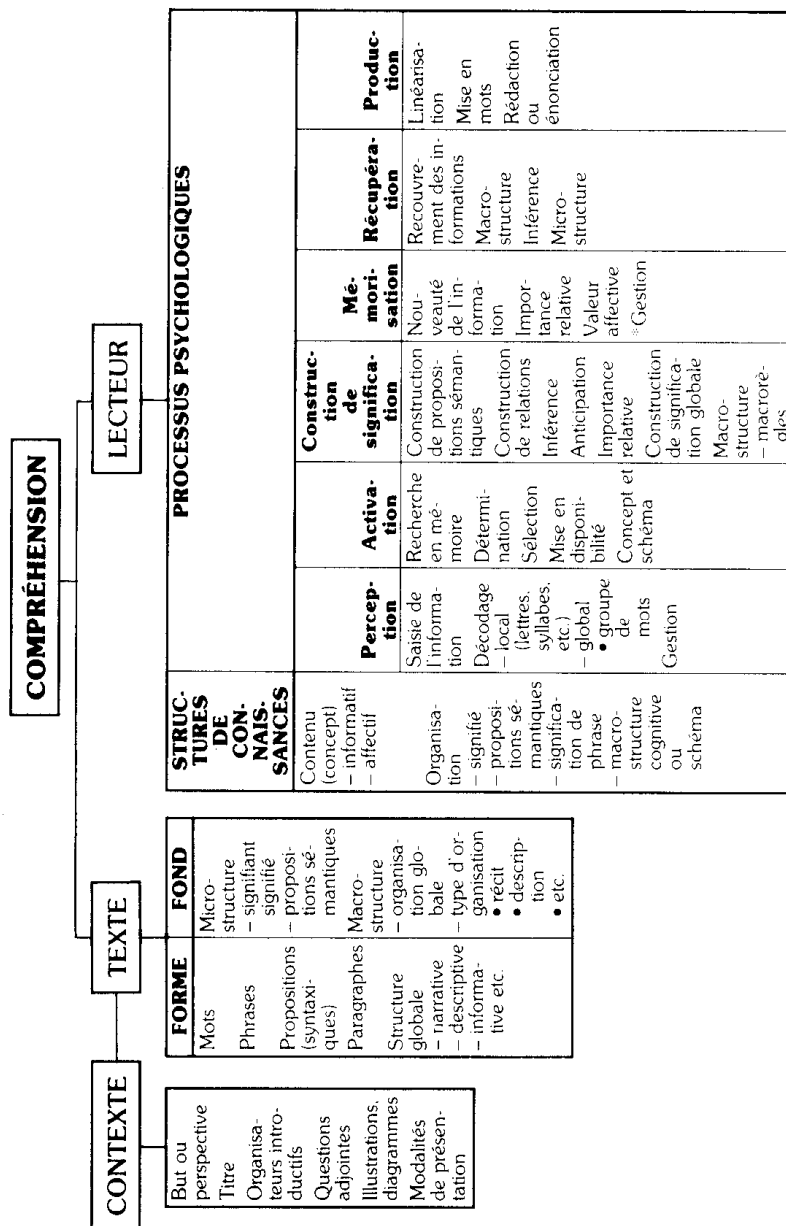 COMPRÉHENSION
CONTEXTE
TEXTE
LECTEUR
But ou
perspective
Titre
Organisa-
teurs intro-
ductifs
Questions
adjointes
Illustrations,
diagrammes
Modalités
de présen-
tation
FORME
Mots
Phrases
Propositions
(syntaxi-
ques)
Paragraphes
Structure
globale
– narrative
– descriptive
– informa-
tive etc.
FOND
Micro-
structure
– signifiant
signifié
– proposi-
tions sé-
mantiques
Macro-
structure
– organisa-
tion glo-
bale
– type d'or-
ganisation
• récit
• descrip-
tion
• etc.
STRUC-
TURES
DE
CON-
NAIS-
SANCES
Contenu
(concept)
– informatif
– affectif
Organisa-
tion
– signifié
– proposi-
tions sé-
mantiques
– significa-
tion de
phrase
– macro-
structure
cognitive
ou
schéma
PROCESSUS PSYCHOLOGIQUES
Percep-
tion
Saisie de
l'informa-
tion
Décodage
– local
(lettres,
syllabes,
etc.)
– global
• groupe
de
mots
Gestion
Activa-
tion
Recherche
en mé-
moire
Détermi-
nation
Sélection
Mise en
disponi-
bilité
Concept et
schéma
Construc-
tion
de
significa-
tion
Construction
de proposi-
tions séman-
tiques
Construction
de relations
Inférence
Anticipation
Importance
relative
Construction
de significa-
tion globale
Macro-
structure
– macrorè-
gles
Mé-
mori-
sation
Nou-
veauté
de l'in-
forma-
tion
Impor-
tance
relative
Valeur
affective
*Gestion
Récupéra-
tion
Recouvre-
ment des in-
formations
Macro-
structure
Inférence
Micro-
structure
Produc-
tion
Linéarisa-
tion
Mise en
mots
Rédaction
ou
énonciation